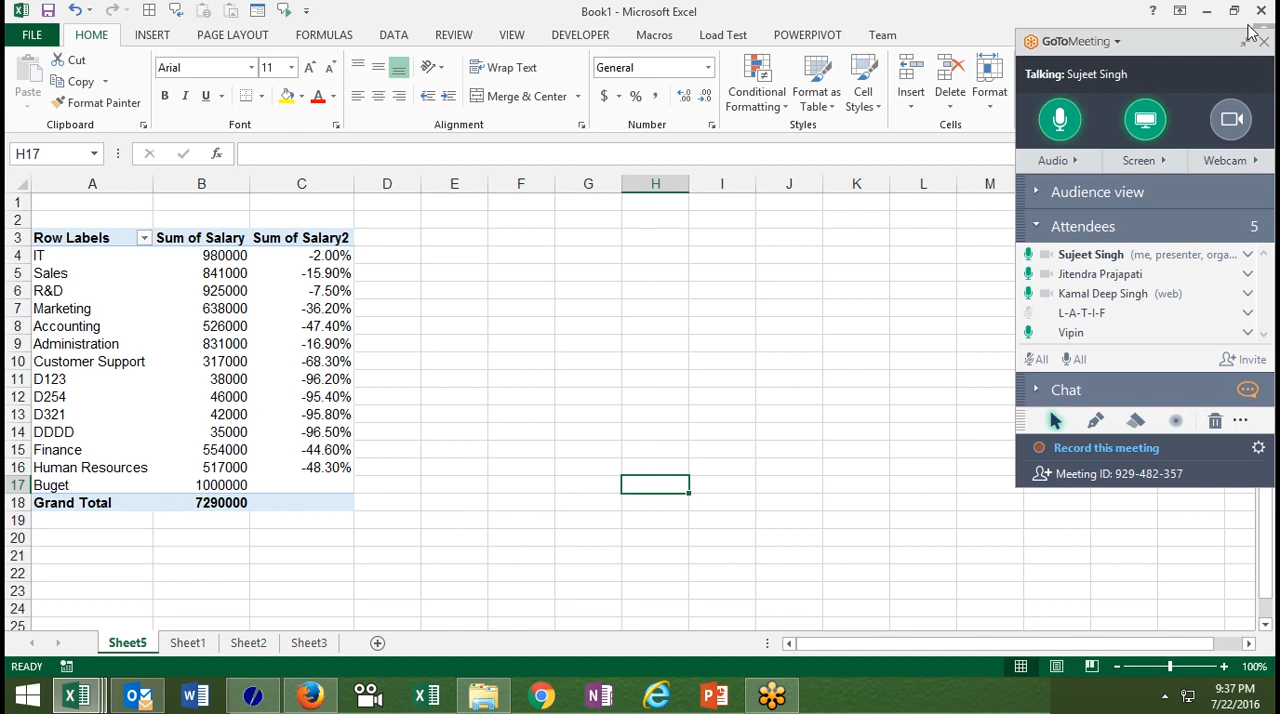 Book1 - Microsoft Excel
?
FILE HOME INSERT PAGE LAYOUT FORMULAS DATA REVIEW VIEW DEVELOPER Macros Load Test POWERPIVOT Team
Paste
Cut
Copy
Format Painter
Clipboard
Arial 11
B I U
Font
Wrap Text
Merge & Center
Alignment
General
$ % ,
Number
Conditional Formatting
Format as Table
Cell Styles
Styles
Insert Delete Format
Cells
H17
fx
A B C D E F G H I J K L M
1
2
3 Row Labels Sum of Salary Sum of Salary2
4 IT 980000 -2.00%
5 Sales 841000 -15.90%
6 R&D 925000 -7.50%
7 Marketing 638000 -36.20%
8 Accounting 526000 -47.40%
9 Administration 831000 -16.90%
10 Customer Support 317000 -68.30%
11 D123 38000 -96.20%
12 D254 46000 -95.40%
13 D321 42000 -95.80%
14 DDDD 35000 -96.50%
15 Finance 554000 -44.60%
16 Human Resources 517000 -48.30%
17 Buget 1000000
18 Grand Total 7290000
19
20
21
22
23
24
25
Sheet5 Sheet1 Sheet2 Sheet3
READY
100%
GoToMeeting
Talking: Sujeet Singh
Audio Screen Webcam
Audience view
Attendees 5
Sujeet Singh (me, presenter, orga...
Jitendra Prajapati
Kamal Deep Singh (web)
L-A-T-I-F
Vipin
All All Invite
Chat
Record this meeting
Meeting ID: 929-482-357
9:37 PM
7/22/2016